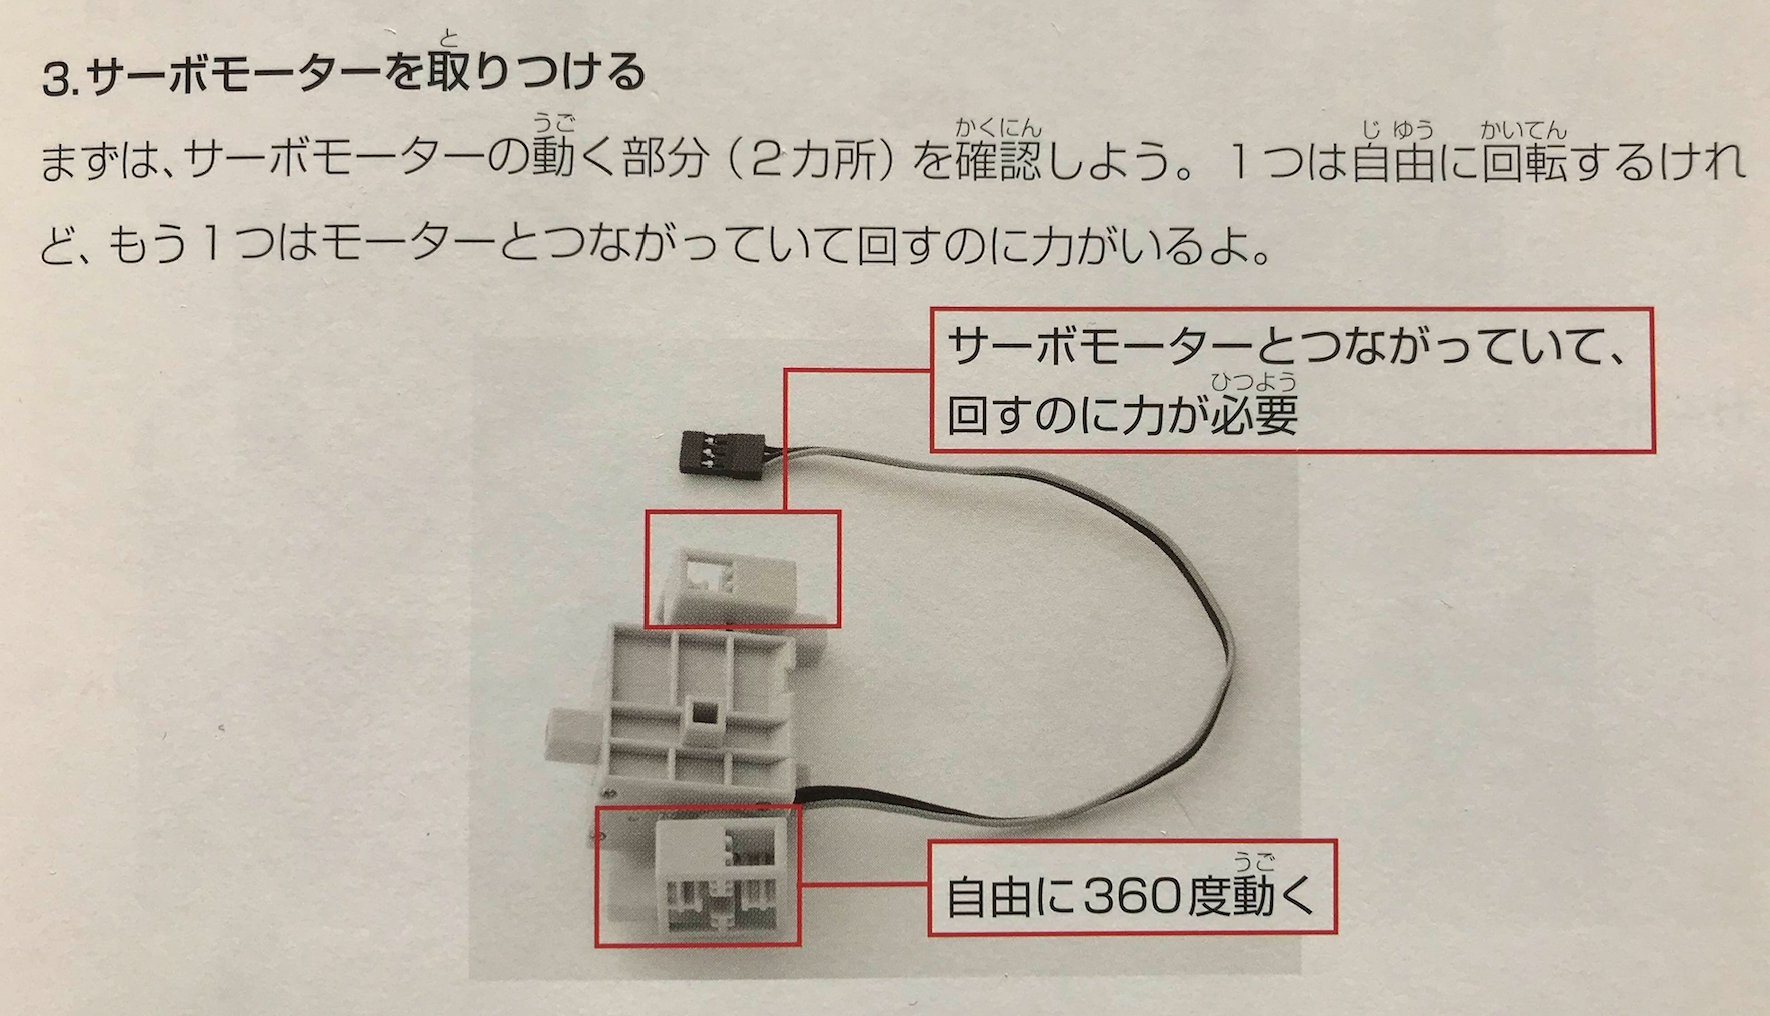 3.サーボモーターを取りつける
まずは、サーボモーターの動く部分(2カ所)を確認しよう。1つは自由に回転するけれ
ど、もう1つはモーターとつながっていて回すのに力がいるよ。
サーボモーターとつながっていて、
回すのに力が必要
自由に360度動く